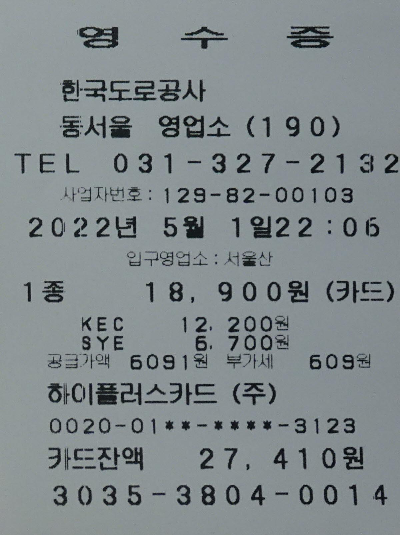 영 수 증
한국도로공사
동서울 영업소 (190)
TEL 031-327-2132
사업자번호 : 129-82-00103
2022년 5월 1일22 : 06
입구영업소 : 서울산
1종 18, 900원 (카드)
KEC 12, 200원
SYE 6, 700원
공급가액 6091원 부가세 609원
하이플러스카드 (주)
0020-01**-****-3123
카드잔액 27, 410원
3035-3804-0014